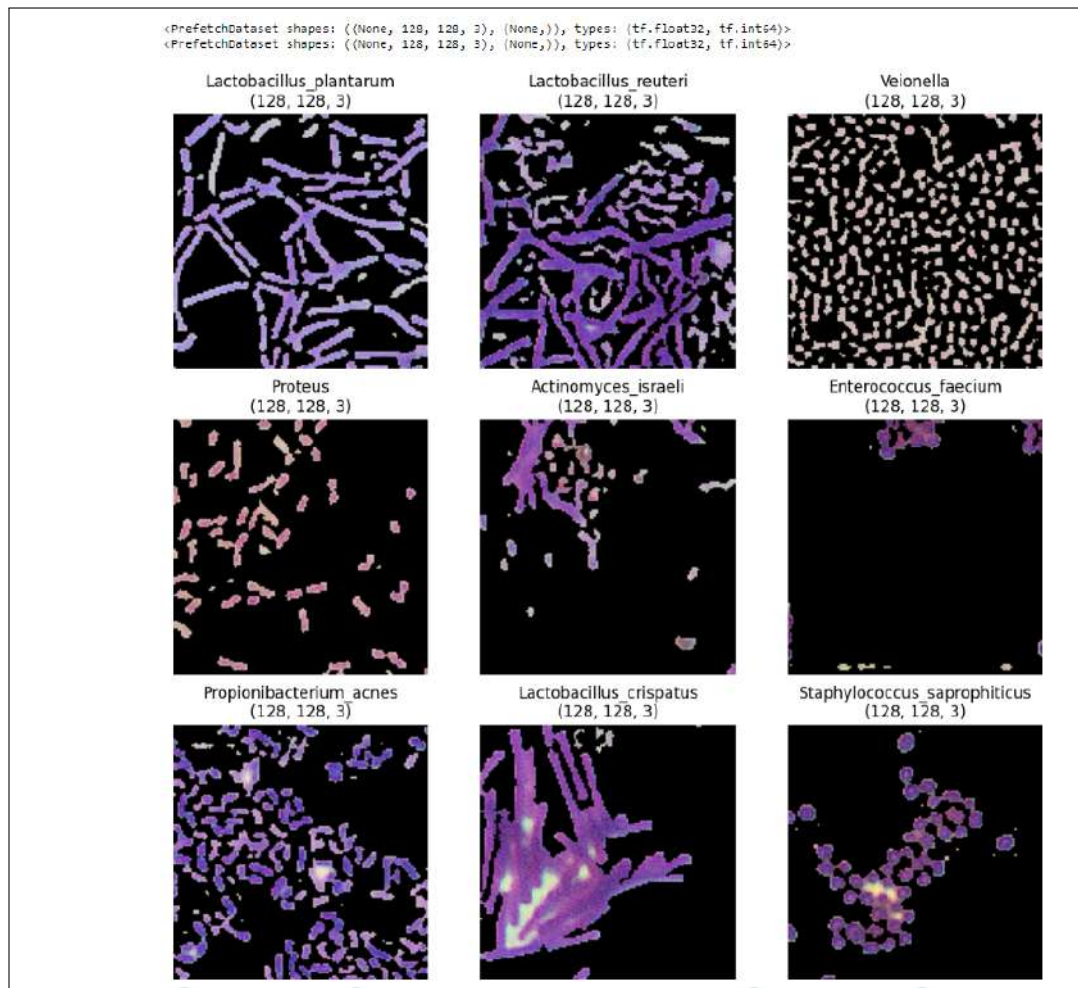 <PrefetchDataset shapes: ((None, 128, 128, 3), (None,)), types: (tf.float32, tf.int64)>
<PrefetchDataset shapes: ((None, 128, 128, 3), (None,)), types: (tf.float32, tf.int64)>
Lactobacillus_plantarum Lactobacillus_reuteri Veionella
(128, 128, 3) (128, 128, 3) (128, 128, 3)
Proteus Actinomyces_israeli Enterococcus_faecium
(128, 128, 3) (128, 128, 3) (128, 128, 3)
Propionibacterium_acnes Lactobacillus_crispatus Staphylococcus_saprophiticus
(128, 128, 3) (128, 128, 3) (128, 128, 3)